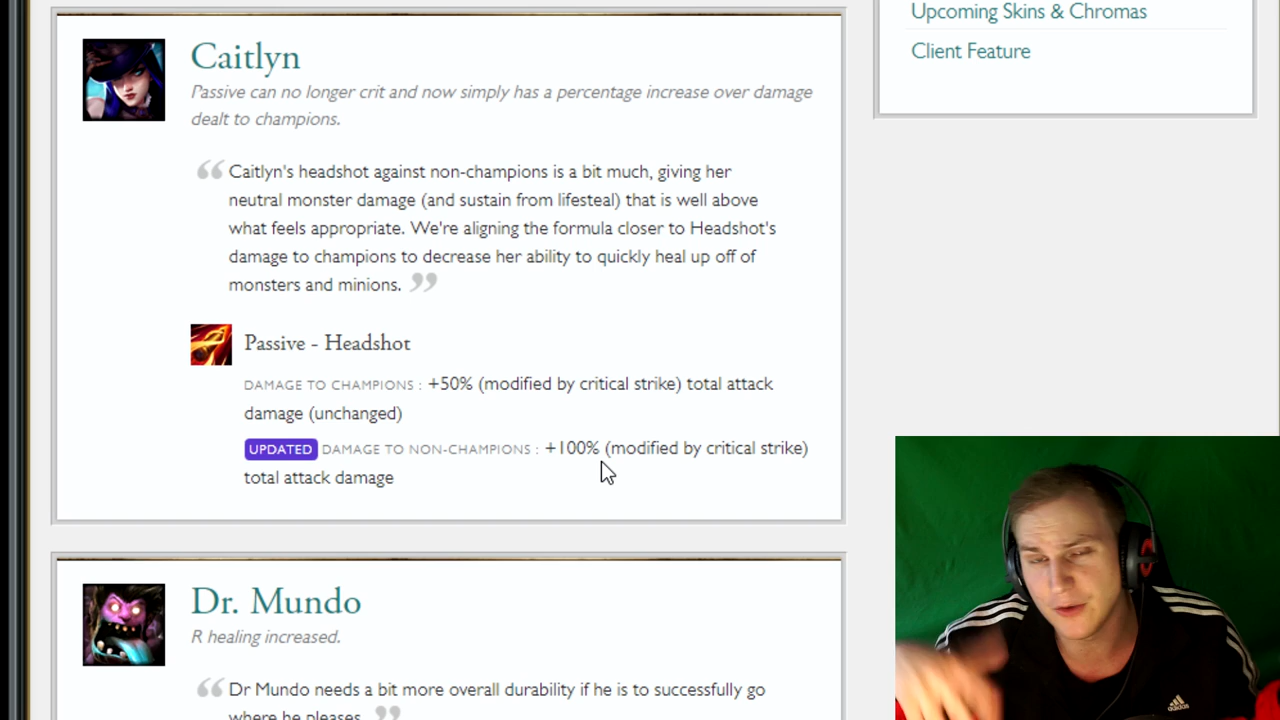 Upcoming Skins & Chromas
Client Feature
Caitlyn
Passive can no longer crit and now simply has a percentage increase over damage
dealt to champions.
“ Caitlyn's headshot against non-champions is a bit much, giving her
neutral monster damage (and sustain from lifesteal) that is well above
what feels appropriate. We're aligning the formula closer to Headshot's
damage to champions to decrease her ability to quickly heal up off of
monsters and minions. ”
Passive - Headshot
DAMAGE TO CHAMPIONS : +50% (modified by critical strike) total attack
damage (unchanged)
UPDATED DAMAGE TO NON-CHAMPIONS : +100% (modified by critical strike)
total attack damage
Dr. Mundo
R healing increased.
“ Dr Mundo needs a bit more overall durability if he is to successfully go
where he pleases. ”
adidas